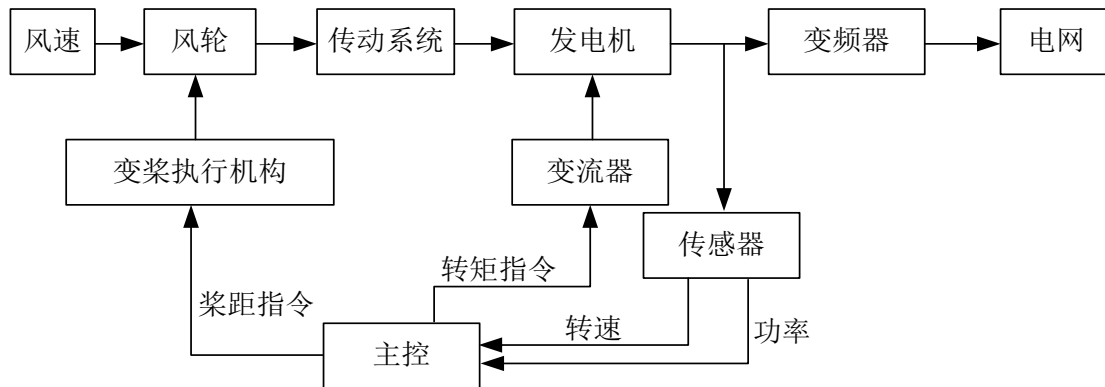 风速
风轮
传动系统
发电机
变频器
电网
变桨执行机构
变流器
传感器
转矩指令
桨距指令
转速
功率
主控